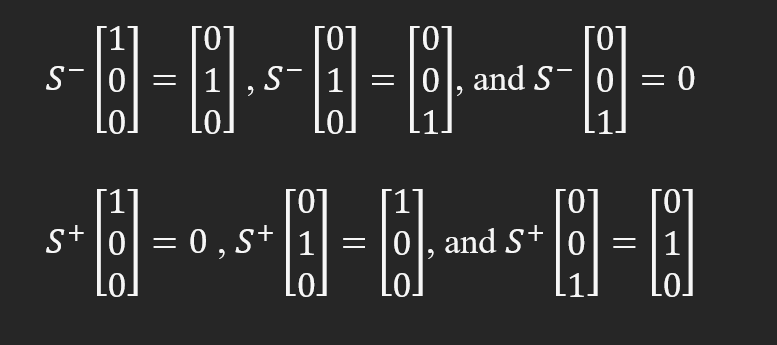 S⁻ [1 0 0] = [0 1 0] , S⁻ [0 1 0] = [0 0 1], and S⁻ [0 0 1] = 0
S⁺ [1 0 0] = 0 , S⁺ [0 1 0] = [1 0 0], and S⁺ [0 0 1] = [0 1 0]